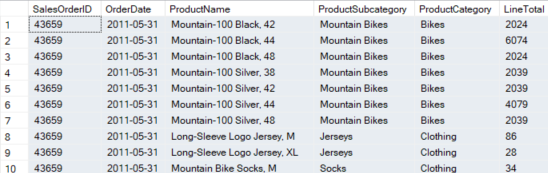 SalesOrderID OrderDate ProductName ProductSubcategory ProductCategory LineTotal
1 43659 2011-05-31 Mountain-100 Black, 42 Mountain Bikes Bikes 2024
2 43659 2011-05-31 Mountain-100 Black, 44 Mountain Bikes Bikes 6074
3 43659 2011-05-31 Mountain-100 Black, 48 Mountain Bikes Bikes 2024
4 43659 2011-05-31 Mountain-100 Silver, 38 Mountain Bikes Bikes 2039
5 43659 2011-05-31 Mountain-100 Silver, 42 Mountain Bikes Bikes 2039
6 43659 2011-05-31 Mountain-100 Silver, 44 Mountain Bikes Bikes 4079
7 43659 2011-05-31 Mountain-100 Silver, 48 Mountain Bikes Bikes 2039
8 43659 2011-05-31 Long-Sleeve Logo Jersey, M Jerseys Clothing 86
9 43659 2011-05-31 Long-Sleeve Logo Jersey, XL Jerseys Clothing 28
10 43659 2011-05-31 Mountain Bike Socks, M Socks Clothing 34